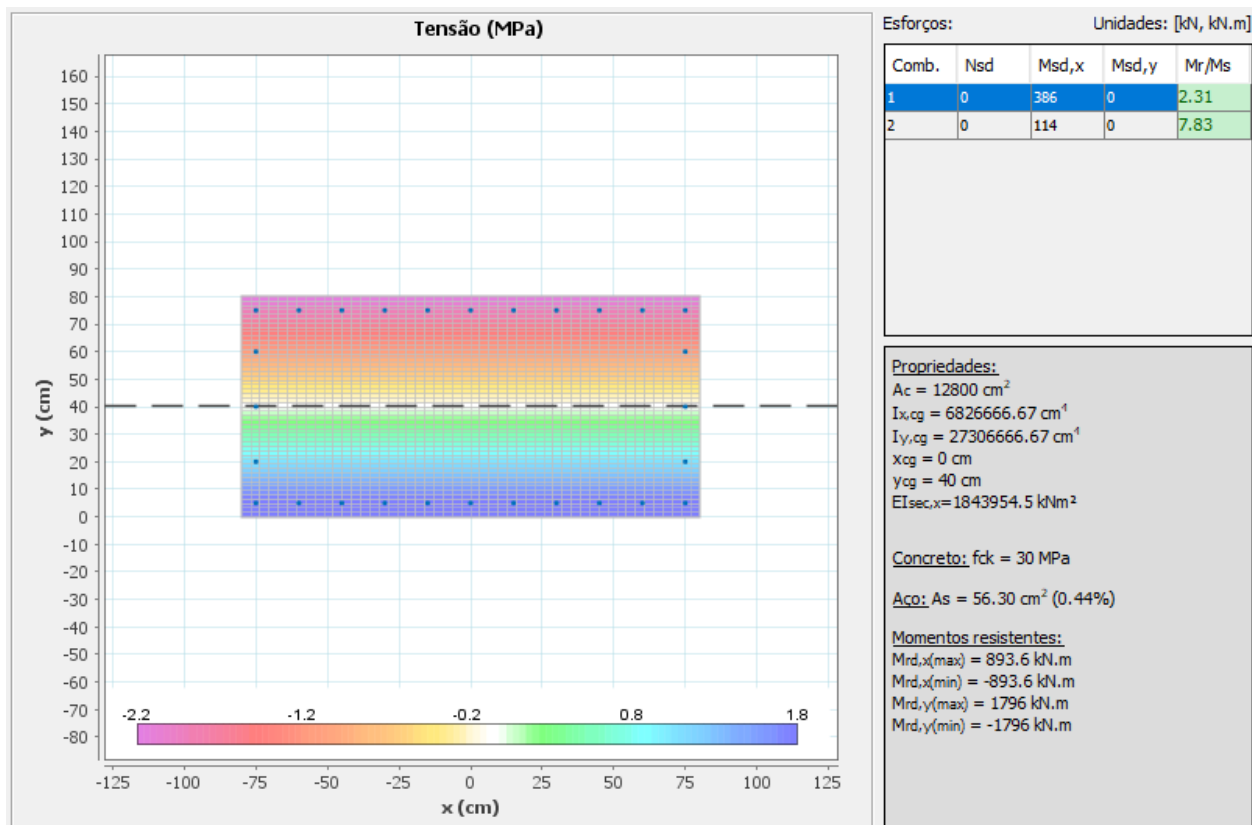 Tensão (MPa)
160
150
140
130
120
110
100
90
80
70
60
50
40
30
20
10
0
-10
-20
-30
-40
-50
-60
-70
-80
y (cm)
-2.2 -1.2 -0.2 0.8 1.8
-125 -100 -75 -50 -25 0 25 50 75 100 125
x (cm)
Esforços: Unidades: [kN, kN.m]
Comb. Nsd Msd,x Msd,y Mr/Ms
1 0 386 0 2.31
2 0 114 0 7.83
Propriedades:
Ac = 12800 cm²
Ix,cg = 6826666.67 cm⁴
Iy,cg = 27306666.67 cm⁴
xcg = 0 cm
ycg = 40 cm
EIsec,x=1843954.5 kNm²
Concreto: fck = 30 MPa
Aço: As = 56.30 cm² (0.44%)
Momentos resistentes:
Mrd,x(max) = 893.6 kN.m
Mrd,x(min) = -893.6 kN.m
Mrd,y(max) = 1796 kN.m
Mrd,y(min) = -1796 kN.m